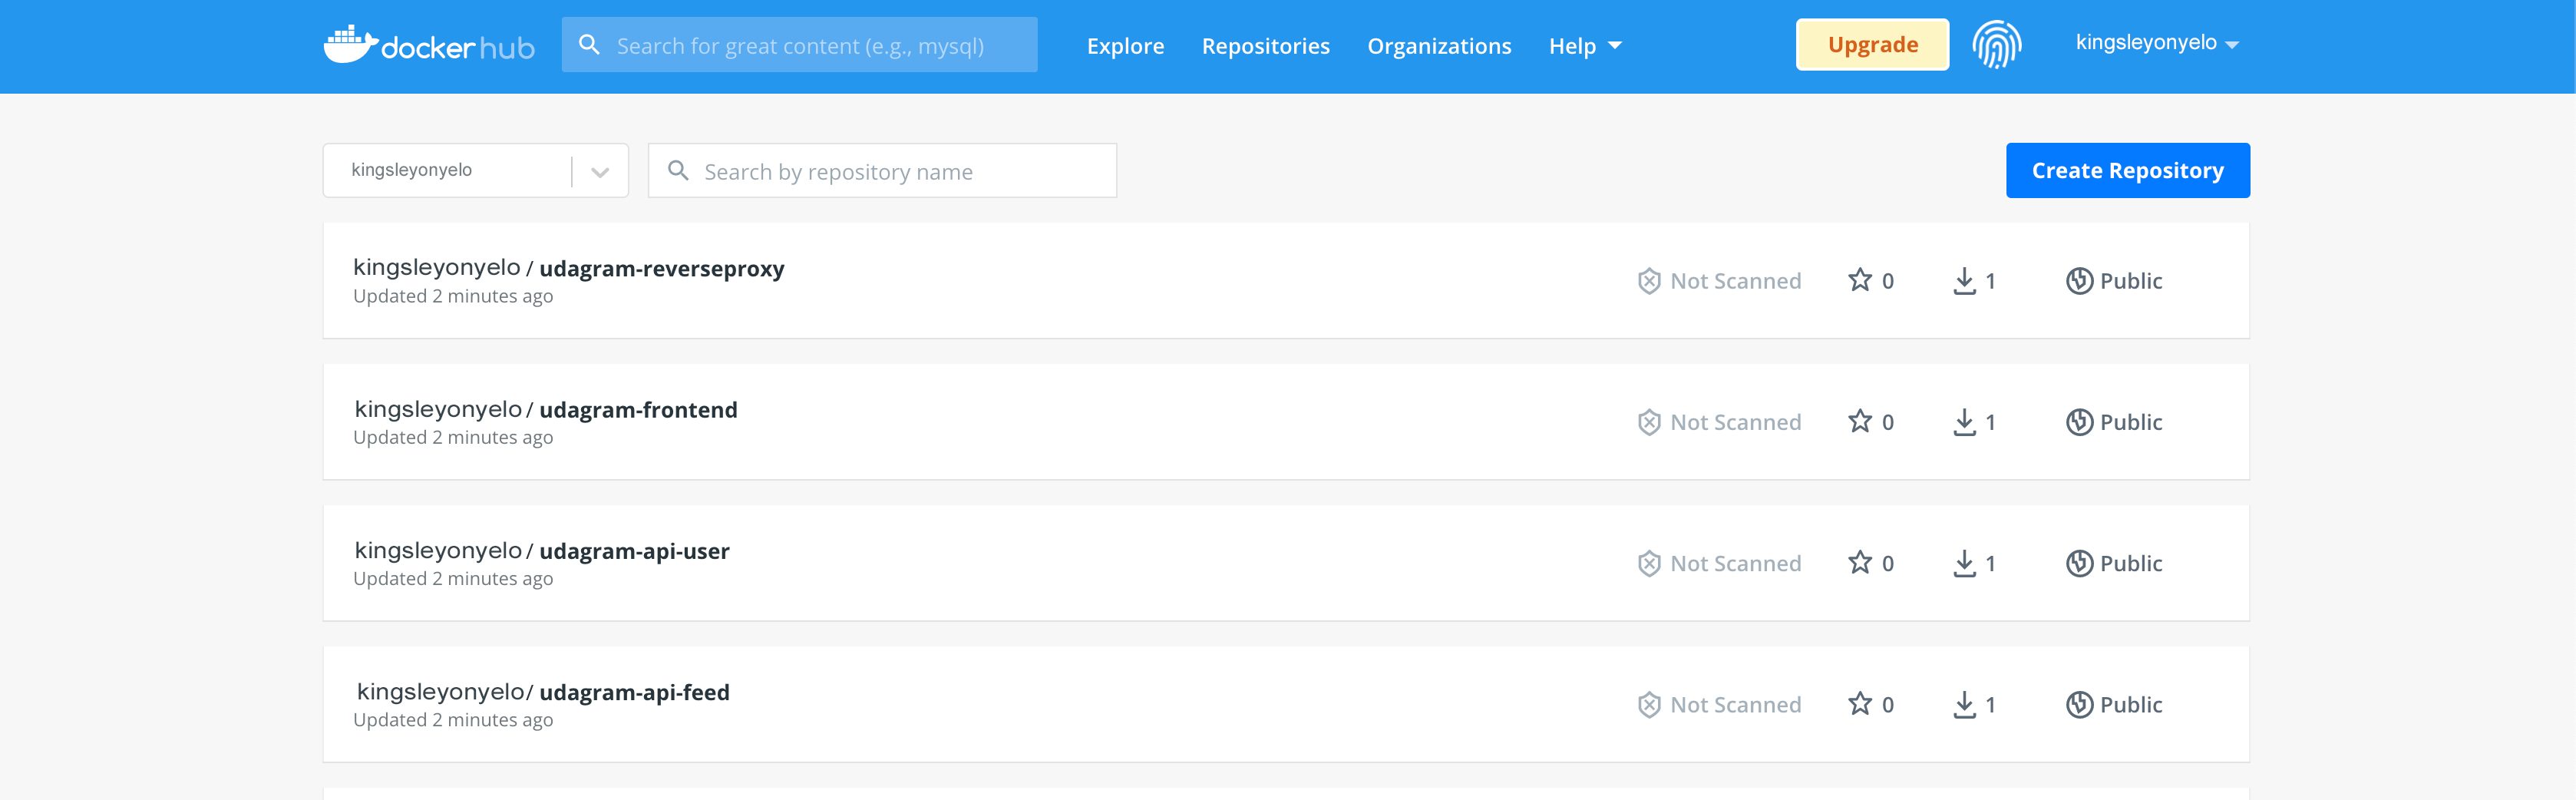 docker hub
Search for great content (e.g., mysql)
Explore
Repositories
Organizations
Help
Upgrade
kingsleyonyelo
kingsleyonyelo
Search by repository name
Create Repository
kingsleyonyelo / udagram-reverseproxy
Updated 2 minutes ago
Not Scanned
0
1
Public
kingsleyonyelo / udagram-frontend
Updated 2 minutes ago
Not Scanned
0
1
Public
kingsleyonyelo / udagram-api-user
Updated 2 minutes ago
Not Scanned
0
1
Public
kingsleyonyelo / udagram-api-feed
Updated 2 minutes ago
Not Scanned
0
1
Public